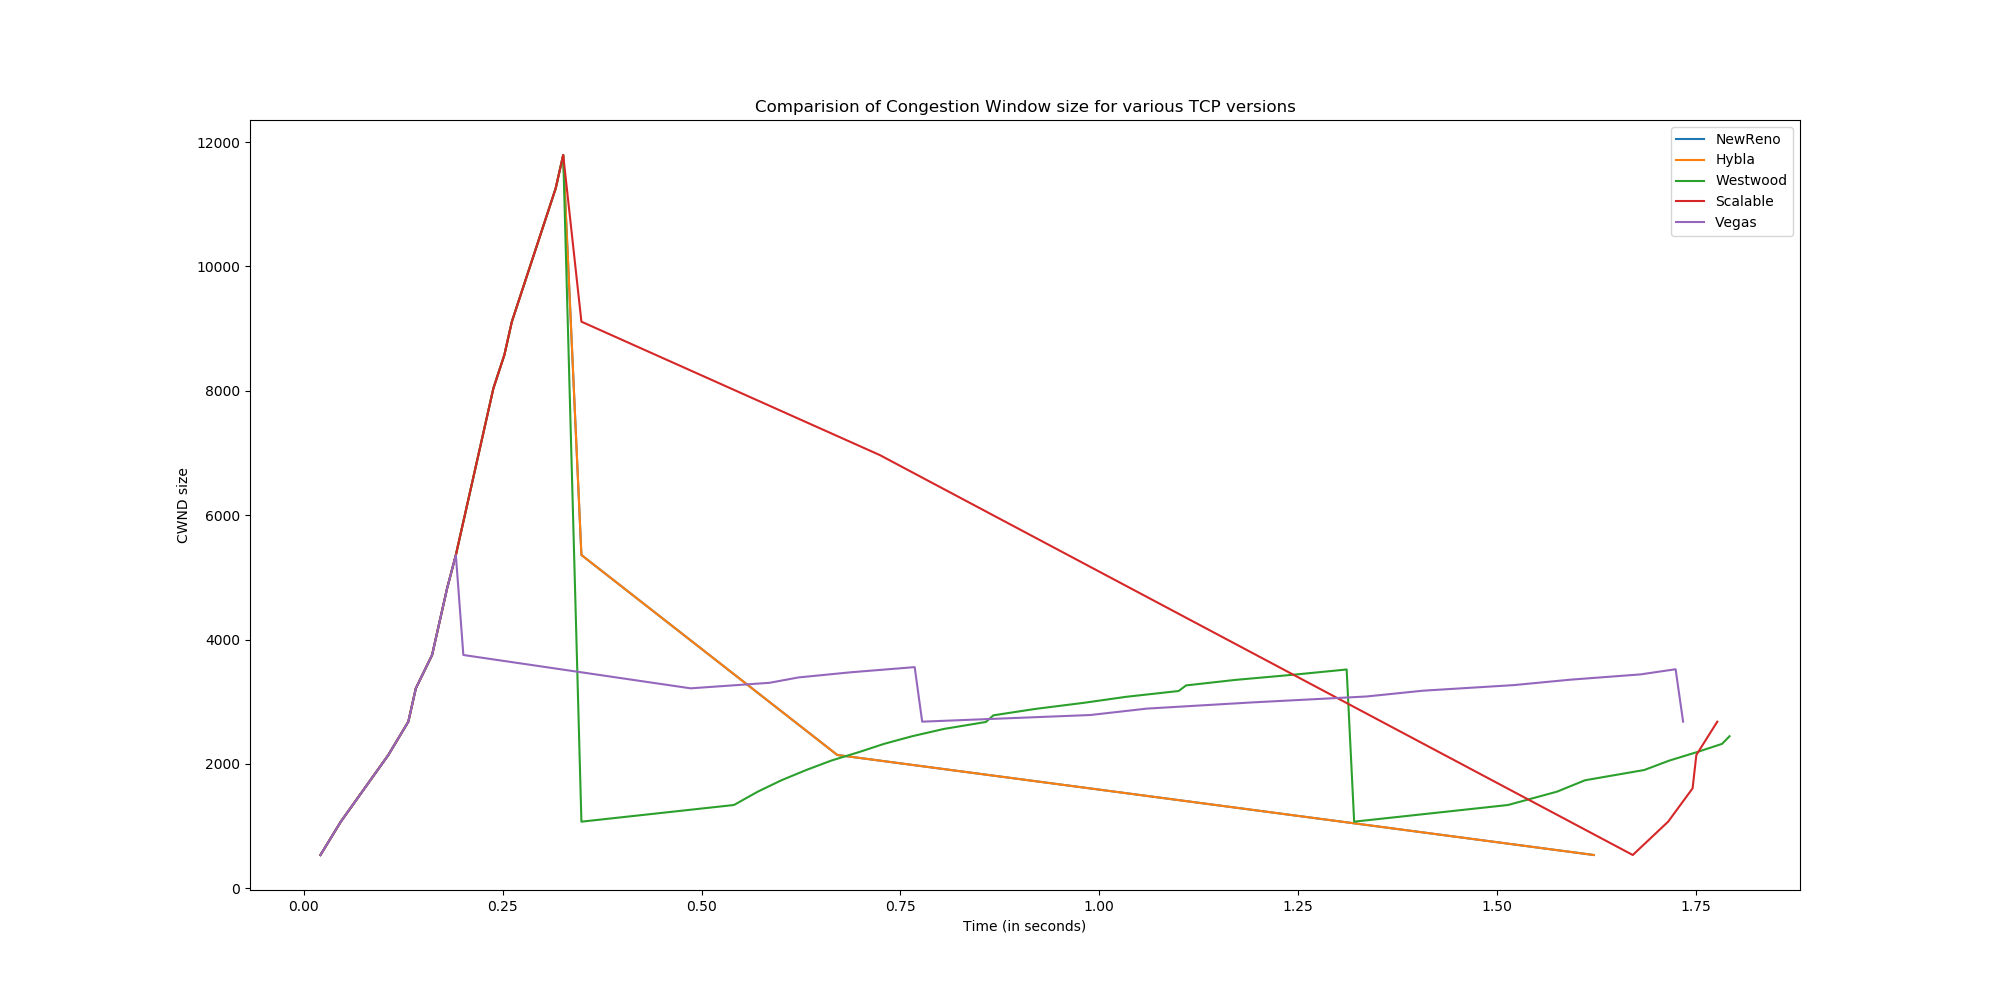 Comparision of Congestion Window size for various TCP versions
NewReno
Hybla
Westwood
Scalable
Vegas
12000
10000
8000
6000
4000
2000
0
CWND size
0.00 0.25 0.50 0.75 1.00 1.25 1.50 1.75
Time (in seconds)